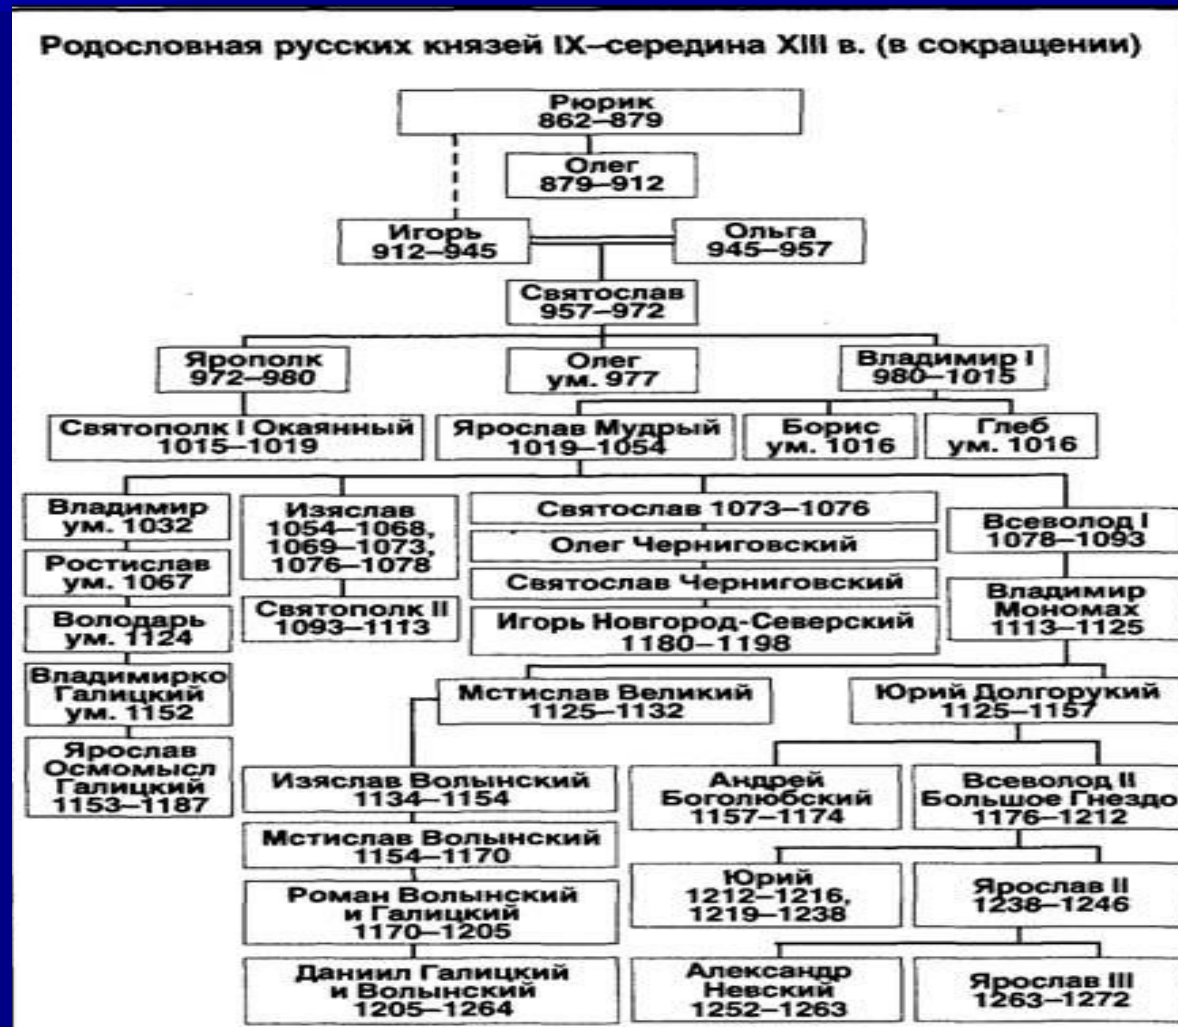 Родословная русских князей IX–середина XIII в. (в сокращении)
Рюрик
862–879
Олег
879–912
Игорь
912–945
Ольга
945–957
Святослав
957–972
Ярополк
972–980
Олег
ум. 977
Владимир I
980–1015
Святополк I Окаянный
1015–1019
Ярослав Мудрый
1019–1054
Борис
ум. 1016
Глеб
ум. 1016
Владимир
ум. 1032
Ростислав
ум. 1067
Володарь
ум. 1124
Владимирко
Галицкий
ум. 1152
Ярослав
Осмомысл
Галицкий
1153–1187
Изяслав
1054–1068,
1069–1073,
1076–1078
Святополк II
1093–1113
Святослав 1073–1076
Олег Черниговский
Святослав Черниговский
Игорь Новгород-Северский
1180–1198
Всеволод I
1078–1093
Владимир
Мономах
1113–1125
Мстислав Великий
1125–1132
Юрий Долгорукий
1125–1157
Изяслав Волынский
1134–1154
Мстислав Волынский
1154–1170
Роман Волынский
и Галицкий
1170–1205
Даниил Галицкий
и Волынский
1205–1264
Андрей
Боголюбский
1157–1174
Всеволод II
Большое Гнездо
1176–1212
Юрий
1212–1216,
1219–1238
Ярослав II
1238–1246
Александр
Невский
1252–1263
Ярослав III
1263–1272